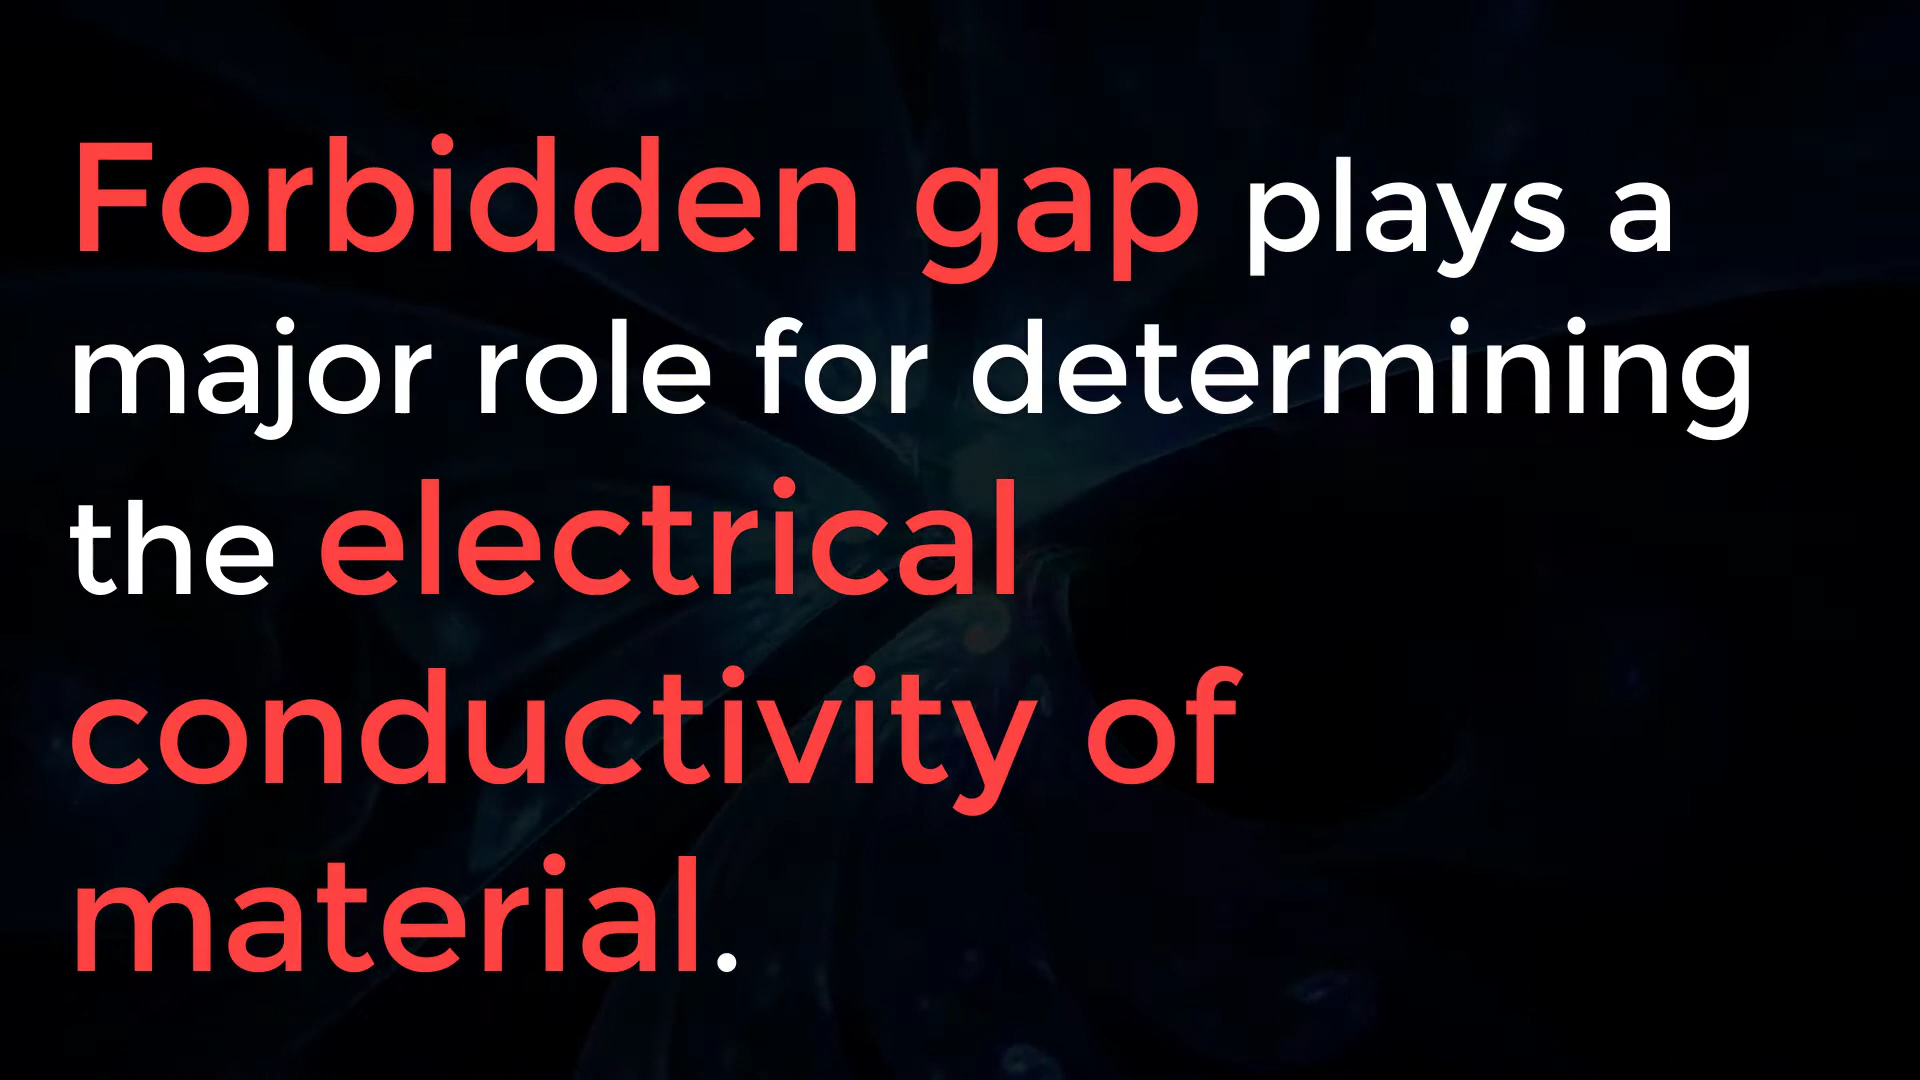 Forbidden gap plays a
major role for determining
the electrical
conductivity of
material.